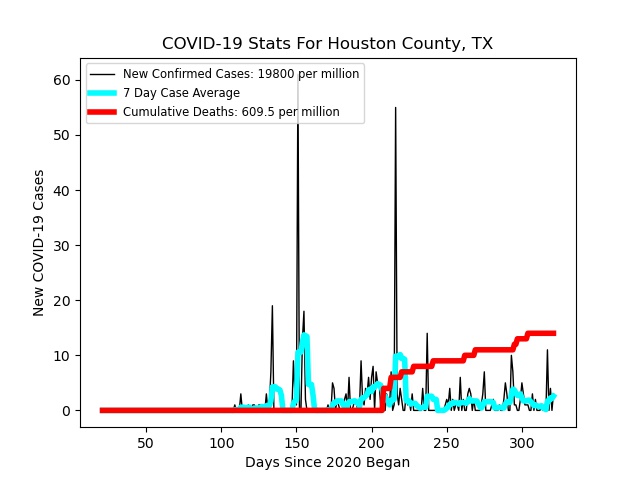 COVID-19 Stats For Houston County, TX
New Confirmed Cases: 19800 per million
7 Day Case Average
Cumulative Deaths: 609.5 per million
New COVID-19 Cases
60
50
40
30
20
10
0
50 100 150 200 250 300
Days Since 2020 Began